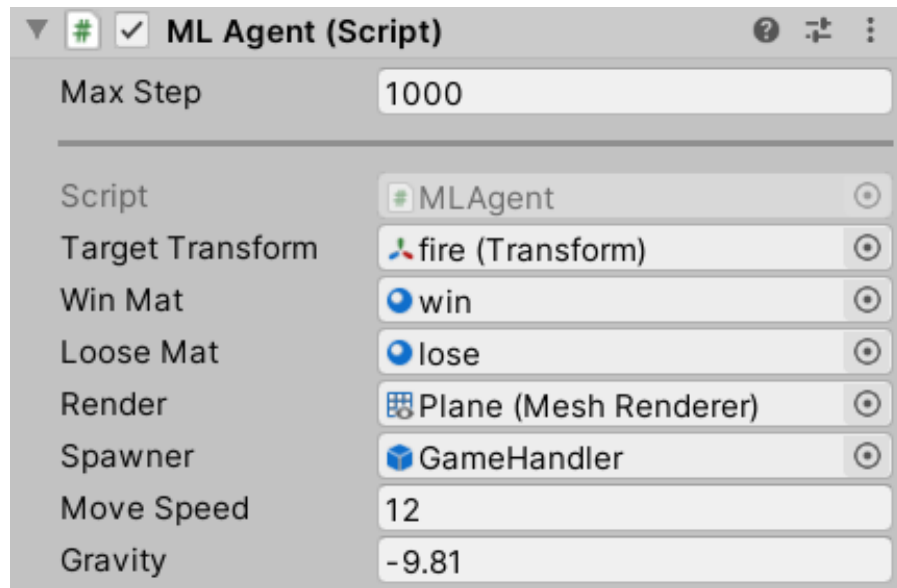 # ML Agent (Script)
Max Step 1000
Script # MLAgent
Target Transform fire (Transform)
Win Mat win
Loose Mat lose
Render Plane (Mesh Renderer)
Spawner GameHandler
Move Speed 12
Gravity -9.81